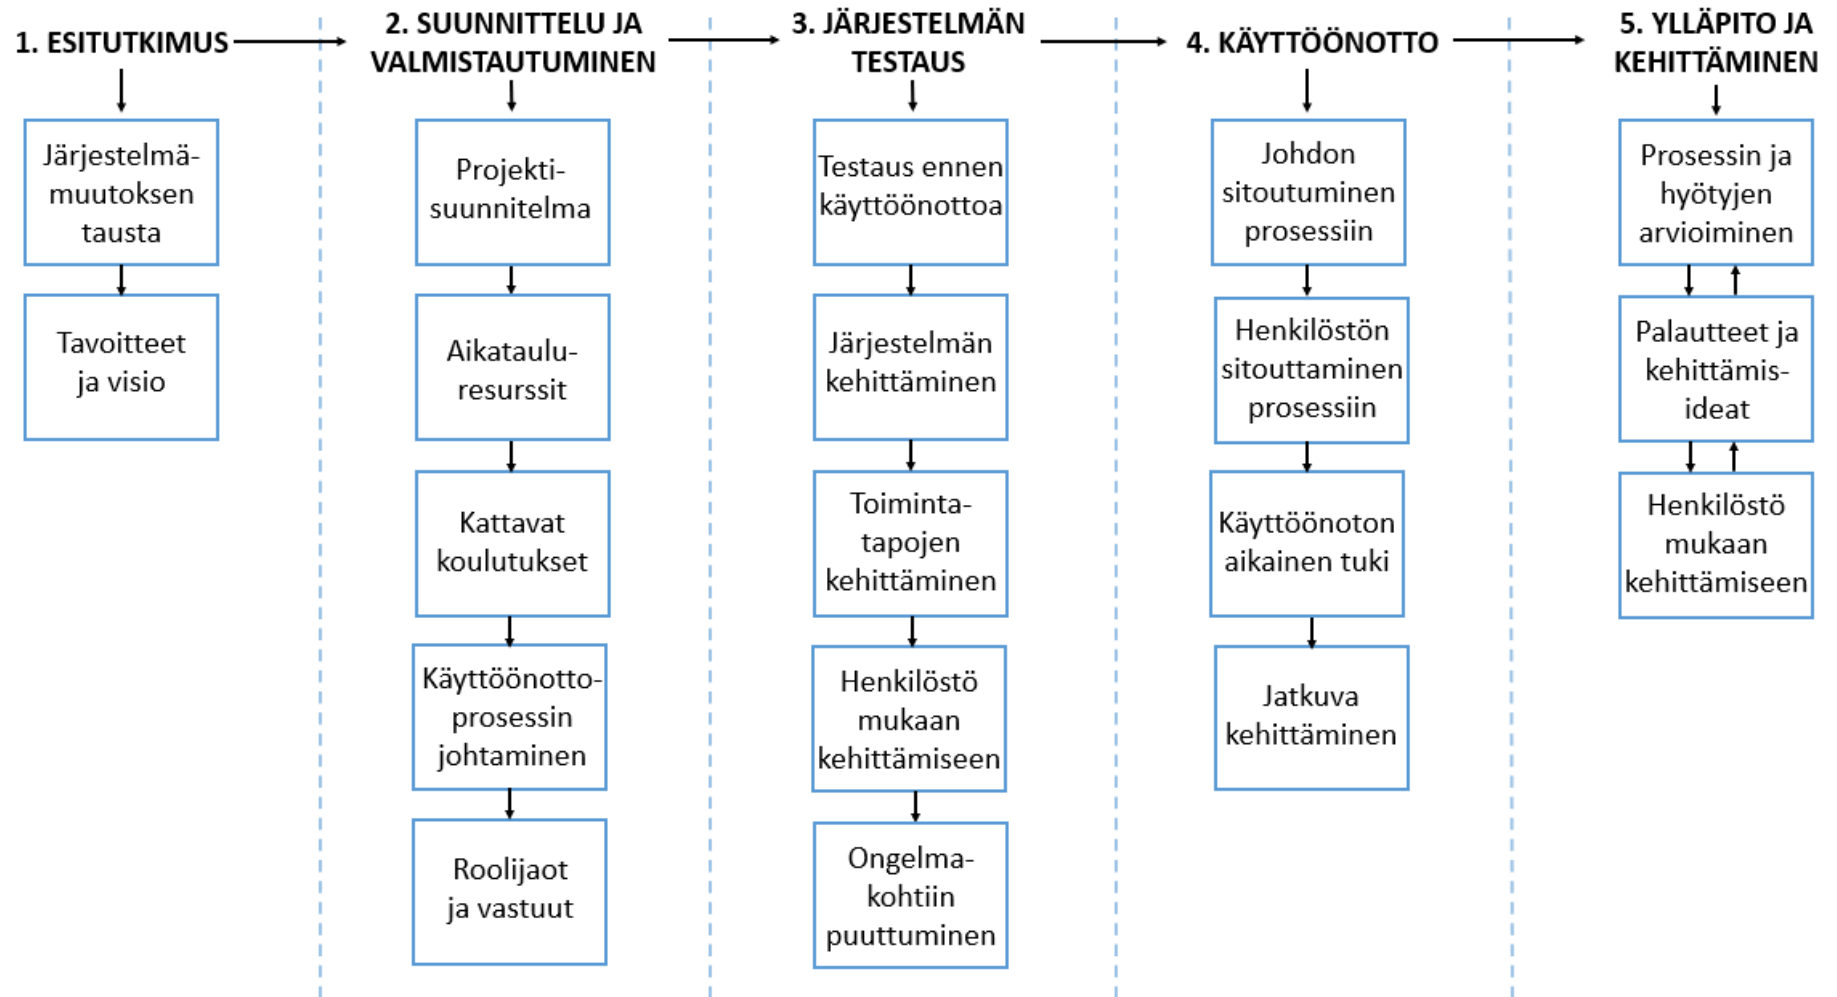 1. ESITUTKIMUS
Järjestelmä-
muutoksen
tausta
Tavoitteet
ja visio
2. SUUNNITTELU JA
VALMISTAUTUMINEN
Projekti-
suunnitelma
Aikataulu-
resurssit
Kattavat
koulutukset
Käyttöönotto-
prosessin
johtaminen
Roolijaot
ja vastuut
3. JÄRJESTELMÄN
TESTAUS
Testaus ennen
käyttöönottoa
Järjestelmän
kehittäminen
Toiminta-
tapojen
kehittäminen
Henkilöstö
mukaan
kehittämiseen
Ongelma-
kohtiin
puuttuminen
4. KÄYTTÖÖNOTTO
Johdon
sitoutuminen
prosessiin
Henkilöstön
sitouttaminen
prosessiin
Käyttöönoton
aikainen tuki
Jatkuva
kehittäminen
5. YLLÄPITO JA
KEHITTÄMINEN
Prosessin ja
hyötyjen
arvioiminen
Palautteet ja
kehittämis-
ideat
Henkilöstö
mukaan
kehittämiseen